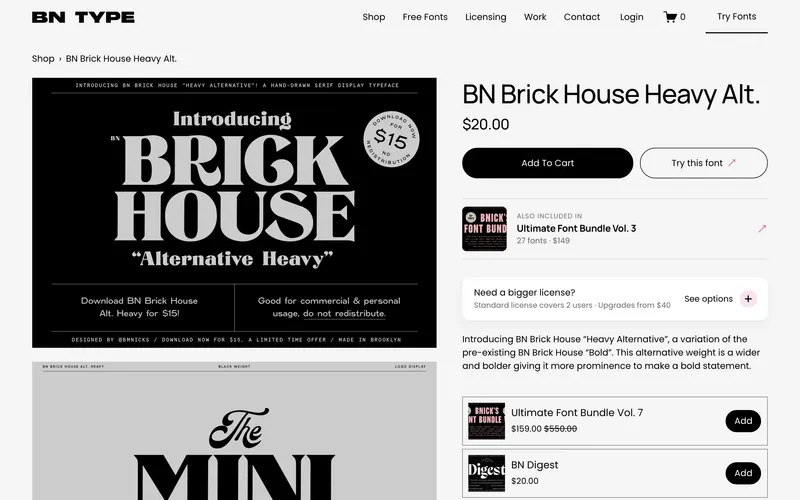 BN TYPE
Shop Free Fonts Licensing Work Contact Login 0 Try Fonts
Shop › BN Brick House Heavy Alt.
INTRODUCING BN BRICK HOUSE "HEAVY ALTERNATIVE"! A HAND-DRAWN SERIF DISPLAY TYPEFACE
Introducing
BN BRICK
HOUSE
“Alternative Heavy”
DOWNLOAD NOW
FOR
$15
NO
REDISTRIBUTION
Download BN Brick House
Alt. Heavy for $15!
Good for commercial & personal
usage, do not redistribute.
DESIGNED BY @BMNICKS / DOWNLOAD NOW FOR $15, A LIMITED TIME OFFER / MADE IN BROOKLYN
BN BRICK HOUSE ALT. HEAVY BLACK WEIGHT LOGO DISPLAY
The
MINI
BN Brick House Heavy Alt.
$20.00
Add To Cart
Try this font ↗
BNICK'S
FONT BUND
ALSO INCLUDED IN
Ultimate Font Bundle Vol. 3
27 fonts · $149
↗
Need a bigger license?
Standard license covers 2 users · Upgrades from $40
See options +
Introducing BN Brick House “Heavy Alternative”, a variation of the
pre-existing BN Brick House “Bold”. This alternative weight is a wider
and bolder giving it more prominence to make a bold statement.
BNICK'S
NT BUNDLE
Ultimate Font Bundle Vol. 7
$159.00 $550.00
Add
Digest
BN Digest
$20.00
Add